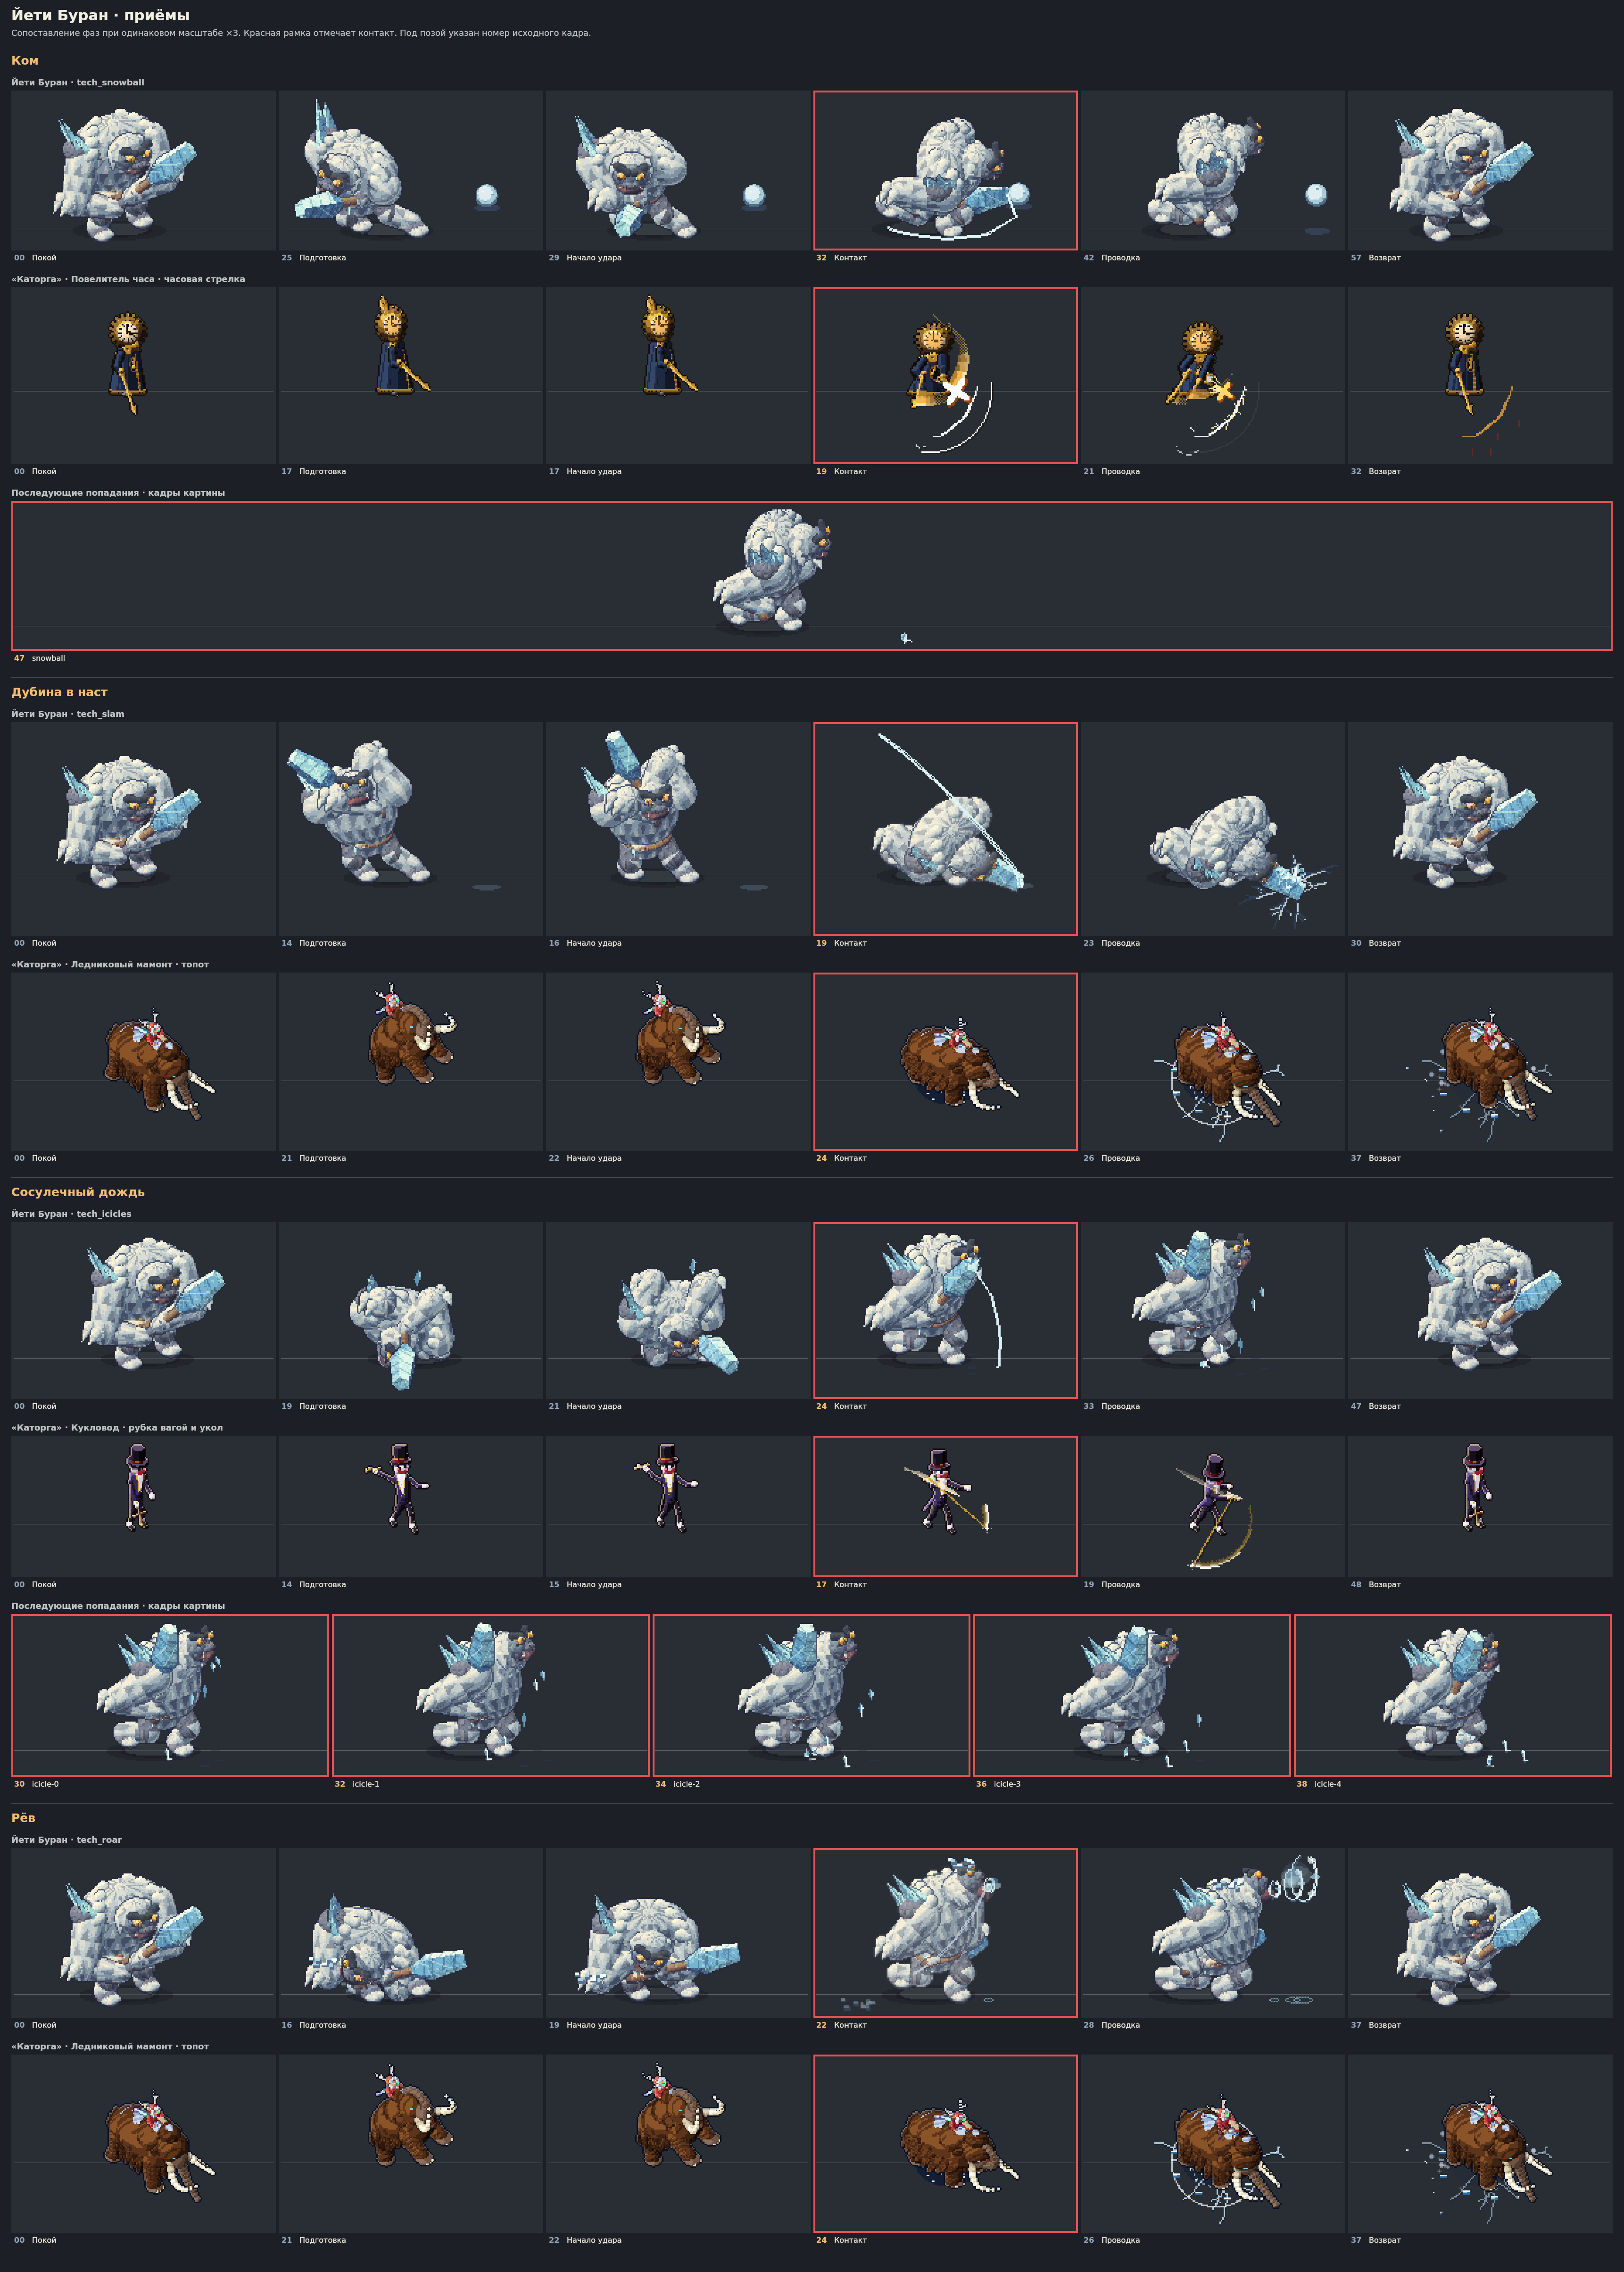 Йети Буран · приёмы
Сопоставление фаз при одинаковом масштабе ×3. Красная рамка отмечает контакт. Под позой указан номер исходного кадра.
Ком
Йети Буран · tech_snowball
00 Покой 25 Подготовка 29 Начало удара 32 Контакт 42 Проводка 57 Возврат
«Каторга» · Повелитель часа · часовая стрелка
00 Покой 17 Подготовка 17 Начало удара 19 Контакт 21 Проводка 32 Возврат
Последующие попадания · кадры картины
47 snowball
Дубина в наст
Йети Буран · tech_slam
00 Покой 14 Подготовка 16 Начало удара 19 Контакт 23 Проводка 30 Возврат
«Каторга» · Ледниковый мамонт · топот
00 Покой 21 Подготовка 22 Начало удара 24 Контакт 26 Проводка 37 Возврат
Сосулечный дождь
Йети Буран · tech_icicles
00 Покой 19 Подготовка 21 Начало удара 24 Контакт 33 Проводка 47 Возврат
«Каторга» · Кукловод · рубка вагой и укол
00 Покой 14 Подготовка 15 Начало удара 17 Контакт 19 Проводка 48 Возврат
Последующие попадания · кадры картины
30 icicle-0 32 icicle-1 34 icicle-2 36 icicle-3 38 icicle-4
Рёв
Йети Буран · tech_roar
00 Покой 16 Подготовка 19 Начало удара 22 Контакт 28 Проводка 37 Возврат
«Каторга» · Ледниковый мамонт · топот
00 Покой 21 Подготовка 22 Начало удара 24 Контакт 26 Проводка 37 Возврат